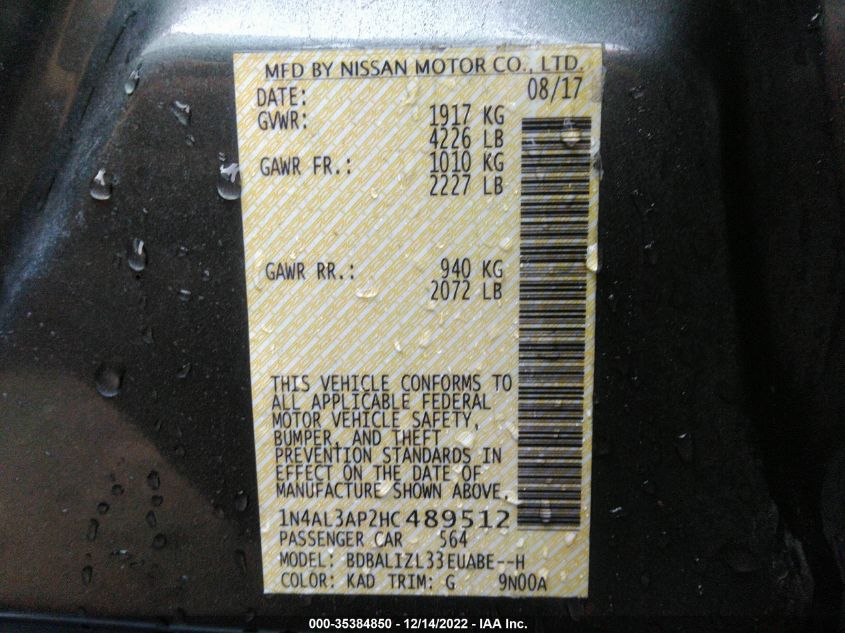 MFD BY NISSAN MOTOR CO., LTD.
DATE: 08/17
GVWR: 1917 KG
4226 LB
GAWR FR.: 1010 KG
2227 LB
GAWR RR.: 940 KG
2072 LB
THIS VEHICLE CONFORMS TO
ALL APPLICABLE FEDERAL
MOTOR VEHICLE SAFETY,
BUMPER, AND THEFT
PREVENTION STANDARDS IN
EFFECT ON THE DATE OF
MANUFACTURE SHOWN ABOVE.
1N4AL3AP2HC489512
PASSENGER CAR 564
MODEL: BDBALIZL33EUABE--H
COLOR: KAD TRIM: G 9N00A
000-35384850 - 12/14/2022 - IAA Inc.